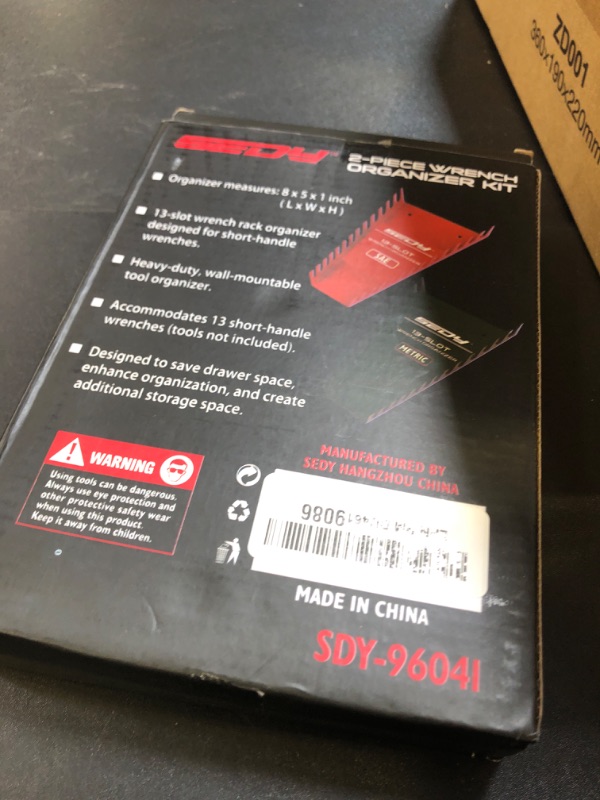 ZD001
380x190x220mm
SEDY
2-PIECE WRENCH
ORGANIZER KIT
Organizer measures: 8 x 5 x 1 inch
( L x W x H )
13-slot wrench rack organizer
designed for short-handle
wrenches.
Heavy-duty, wall-mountable
tool organizer.
Accommodates 13 short-handle
wrenches (tools not included).
Designed to save drawer space,
enhance organization, and create
additional storage space.
SEDY
13-SLOT
SAE
SEDY
13-SLOT
METRIC
WARNING
Using tools can be dangerous.
Always use eye protection and
other protective safety wear
when using this product.
Keep it away from children.
MANUFACTURED BY
SEDY HANGZHOU CHINA
9086
MADE IN CHINA
SDY-96041